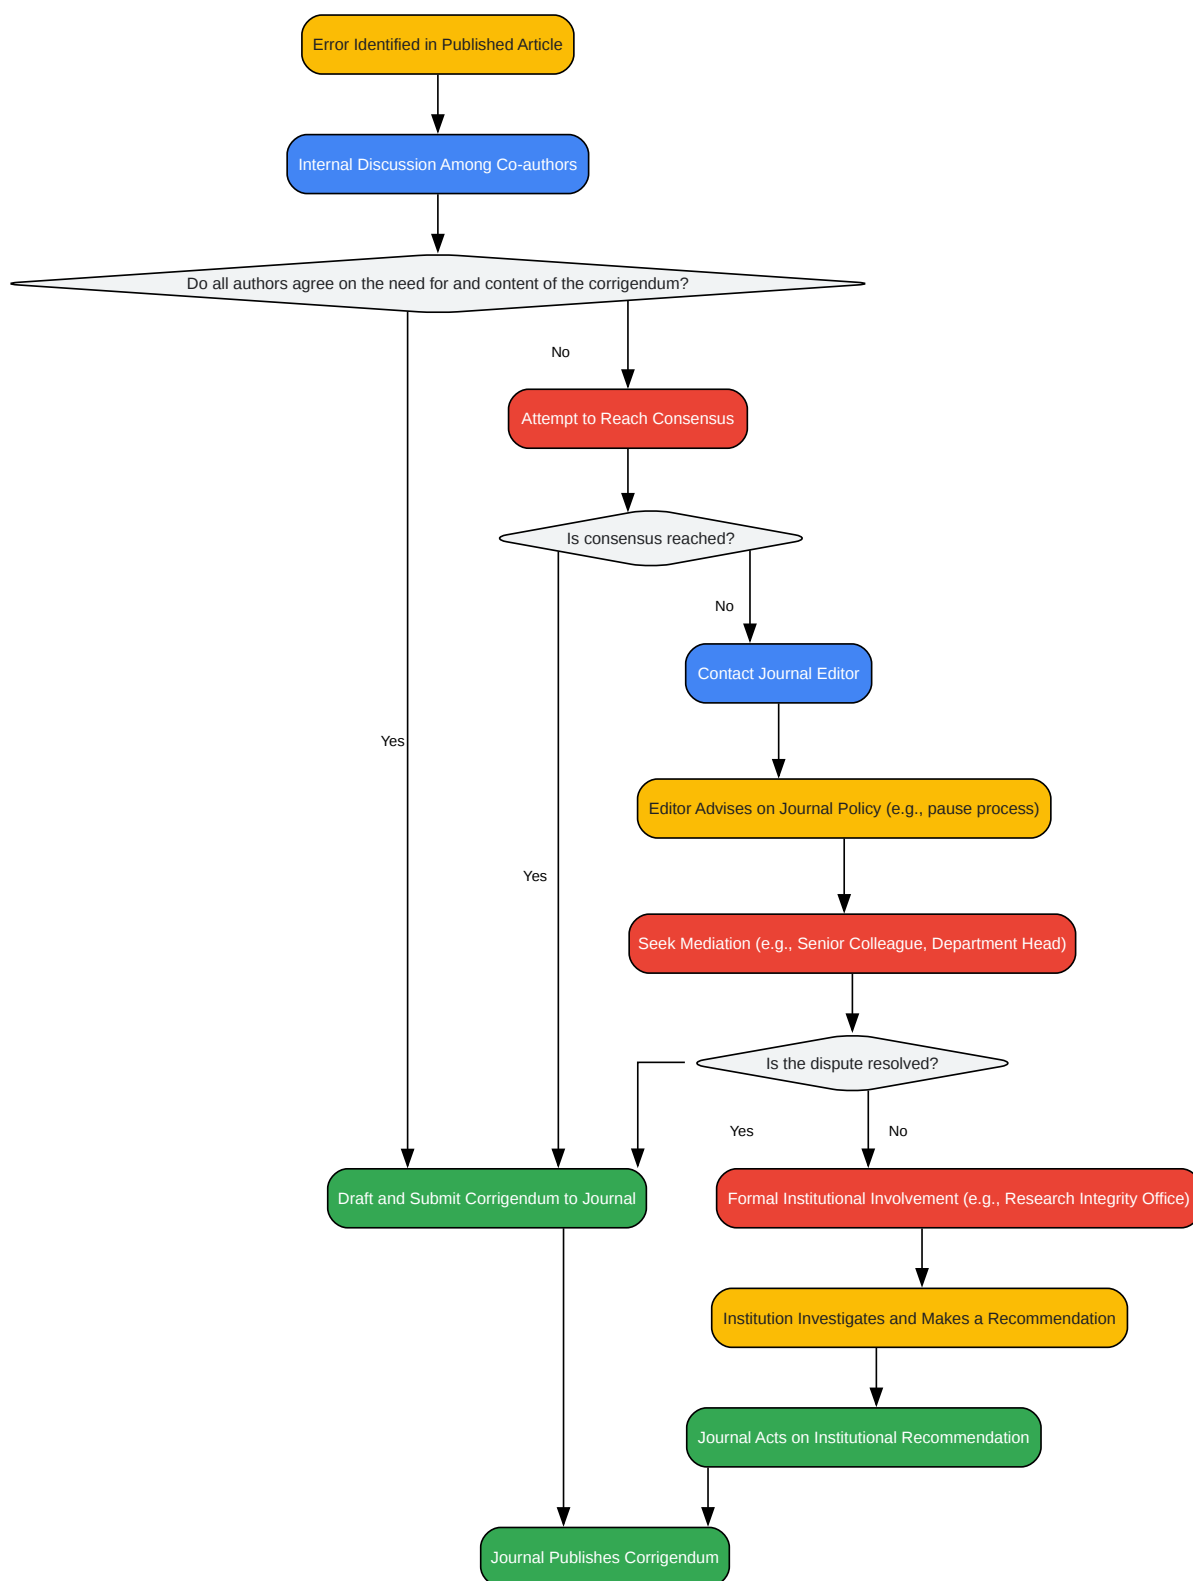 Error Identified in Published Article
Internal Discussion Among Co-authors
Do all authors agree on the need for and content of the corrigendum?
No
Attempt to Reach Consensus
Is consensus reached?
No
Contact Journal Editor
Yes
Editor Advises on Journal Policy (e.g., pause process)
Yes
Seek Mediation (e.g., Senior Colleague, Department Head)
Is the dispute resolved?
Yes
No
Draft and Submit Corrigendum to Journal
Formal Institutional Involvement (e.g., Research Integrity Office)
Institution Investigates and Makes a Recommendation
Journal Acts on Institutional Recommendation
Journal Publishes Corrigendum